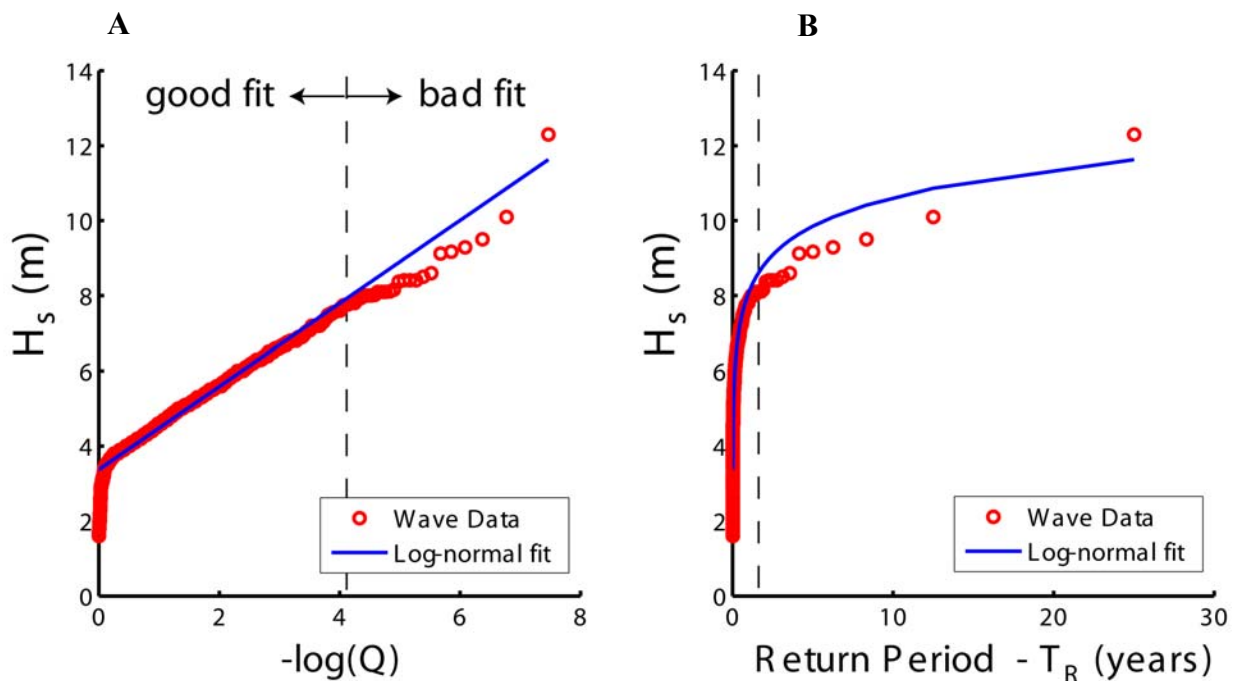 A
14
12
10
8
6
4
2
0
H_s (m)
good fit
bad fit
Wave Data
Log-normal fit
0 2 4 6 8
-log(Q)
B
14
12
10
8
6
4
2
0
H_s (m)
Wave Data
Log-normal fit
0 10 20 30
Return Period - T_R (years)